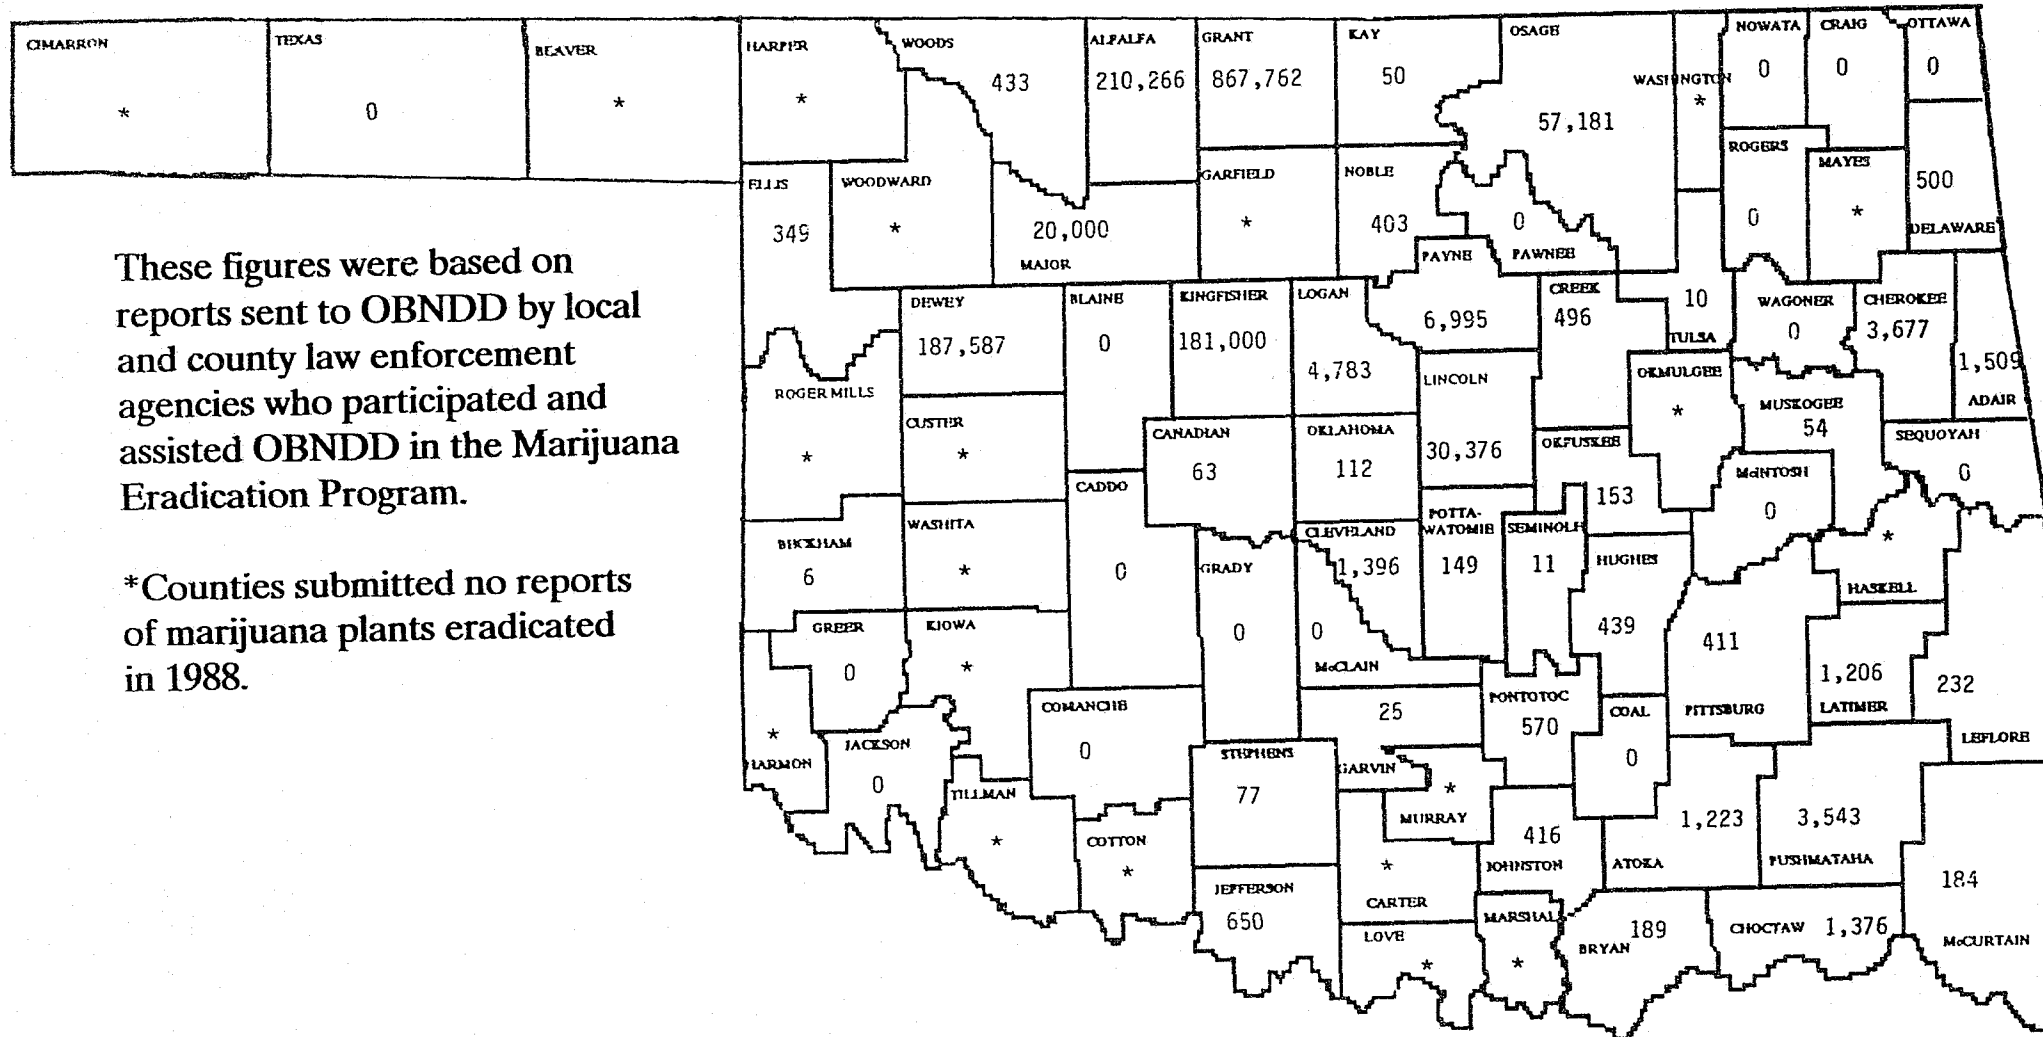 CIMARRON
*
TEXAS
0
BEAVER
*
HARPER
*
WOODS
433
ALFALFA
210,266
GRANT
867,762
KAY
50
OSAGE
57,181
WASHINGTON
*
NOWATA
0
CRAIG
0
OTTAWA
0
ELLIS
349
WOODWARD
*
20,000
MAJOR
GARFIELD
*
NOBLE
403
0
PAWNEE
ROGERS
0
MAYES
*
500
DELAWARE
These figures were based on
reports sent to OBNDD by local
and county law enforcement
agencies who participated and
assisted OBNDD in the Marijuana
Eradication Program.
*Counties submitted no reports
of marijuana plants eradicated
in 1988.
DEWEY
187,587
BLAINE
0
KINGFISHER
181,000
LOGAN
4,783
PAYNE
6,995
CREEK
496
10
TULSA
WAGONER
0
CHEROKEE
3,677
1,509
ADAIR
ROGER MILLS
*
CUSTER
*
CANADIAN
63
OKLAHOMA
112
LINCOLN
30,376
OKFUSKEE
153
OKMULGEE
*
MUSKOGEE
54
SEQUOYAH
0
BECKHAM
6
WASHITA
*
CADDO
0
GRADY
0
CLEVELAND
1,396
POTTA-
WATOMIE
149
SEMINOLE
11
HUGHES
439
McINTOSH
0
*
HASKELL
GREER
0
KIOWA
*
0
McCLAIN
411
PITTSBURG
1,206
LATIMER
232
LEFLORE
*
HARMON
JACKSON
0
TILLMAN
*
COMANCHE
0
COTTON
*
STEPHENS
77
25
GARVIN
*
MURRAY
PONTOTOC
570
COAL
0
416
JOHNSTON
1,223
ATOKA
3,543
PUSHMATAHA
JEFFERSON
650
*
CARTER
LOVE
*
MARSHAL
*
BRYAN 189
CHOCTAW 1,376
184
McCURTAIN